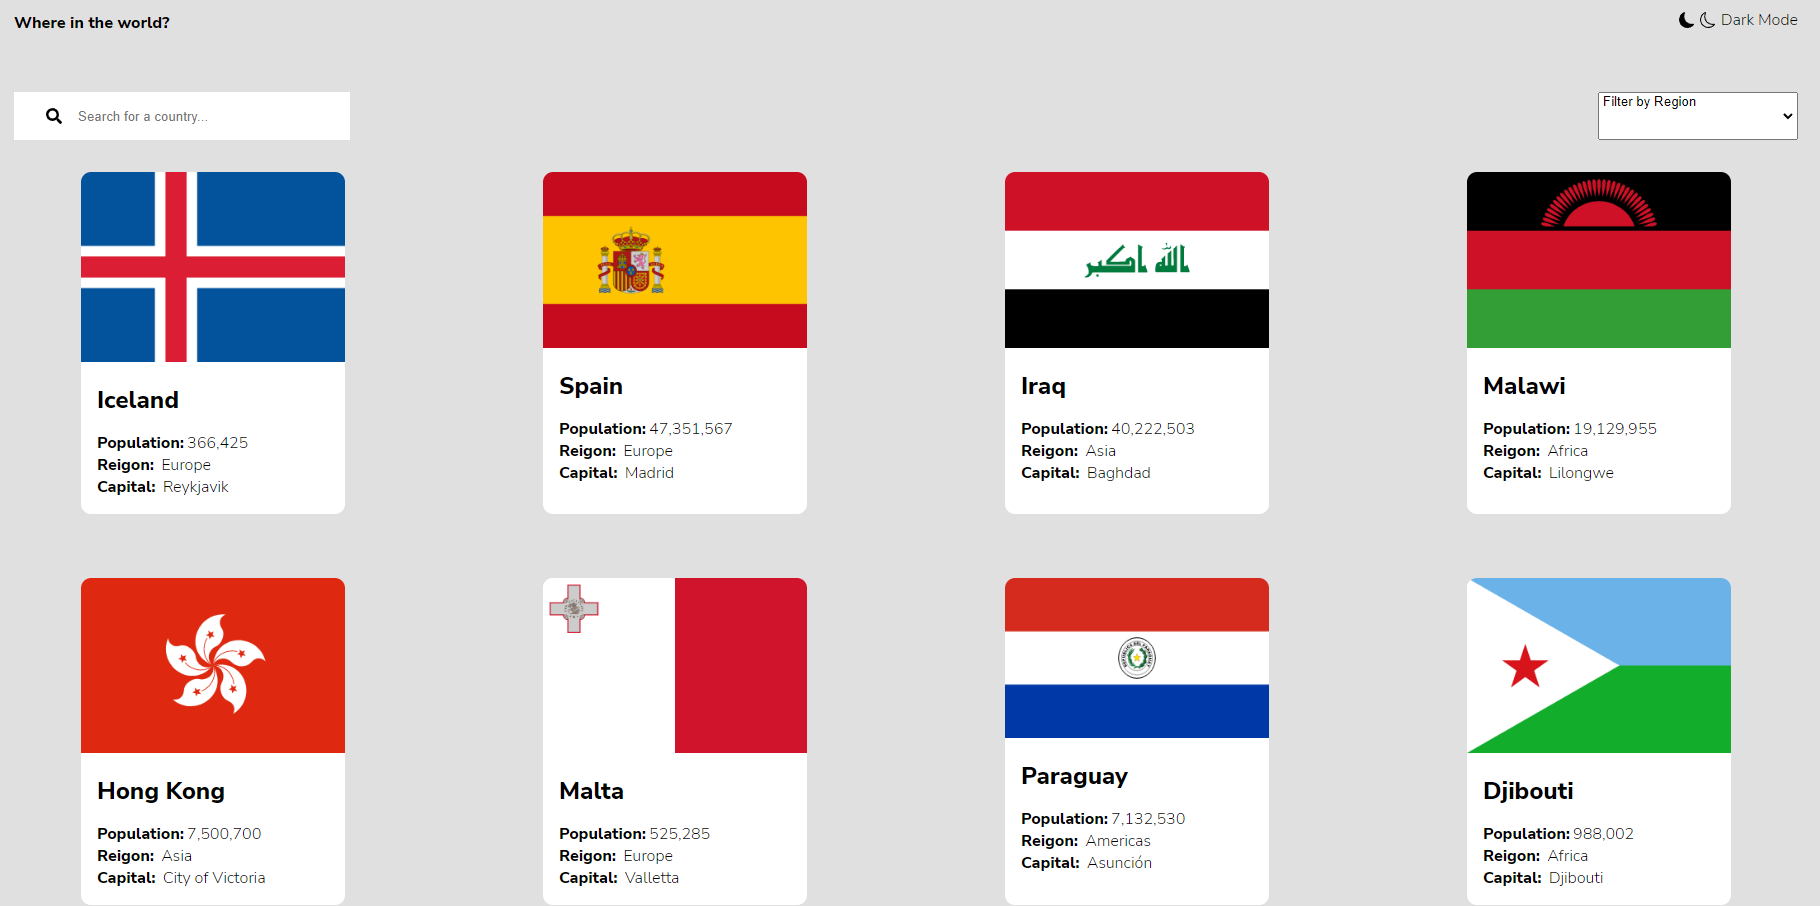 Where in the world?
Dark Mode
Search for a country...
Filter by Region
الله اكبر
Iceland
Population: 366,425
Reigon: Europe
Capital: Reykjavik
Spain
Population: 47,351,567
Reigon: Europe
Capital: Madrid
Iraq
Population: 40,222,503
Reigon: Asia
Capital: Baghdad
Malawi
Population: 19,129,955
Reigon: Africa
Capital: Lilongwe
REPUBLICA DEL PARAGUAY
Hong Kong
Population: 7,500,700
Reigon: Asia
Capital: City of Victoria
Malta
Population: 525,285
Reigon: Europe
Capital: Valletta
Paraguay
Population: 7,132,530
Reigon: Americas
Capital: Asunción
Djibouti
Population: 988,002
Reigon: Africa
Capital: Djibouti